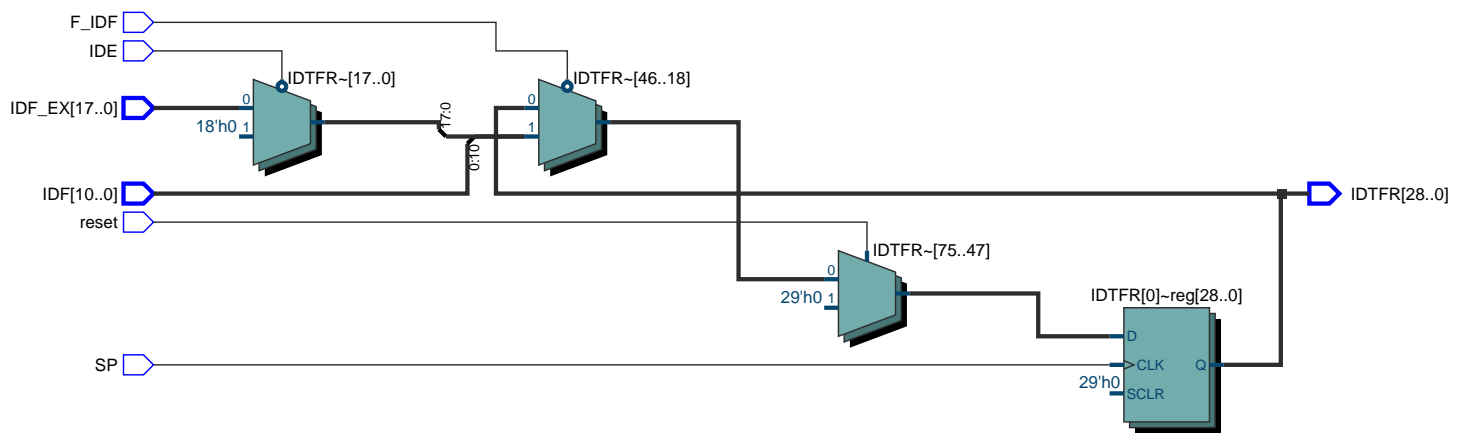 F_IDF
IDE
IDTFR~[17..0]
IDTFR~[46..18]
IDF_EX[17..0]
0
18'h0 1
17:0
0
1
0:10
IDF[10..0]
IDTFR[28..0]
reset
IDTFR~[75..47]
0
29'h0 1
IDTFR[0]~reg[28..0]
D
SP
CLK
Q
29'h0
SCLR